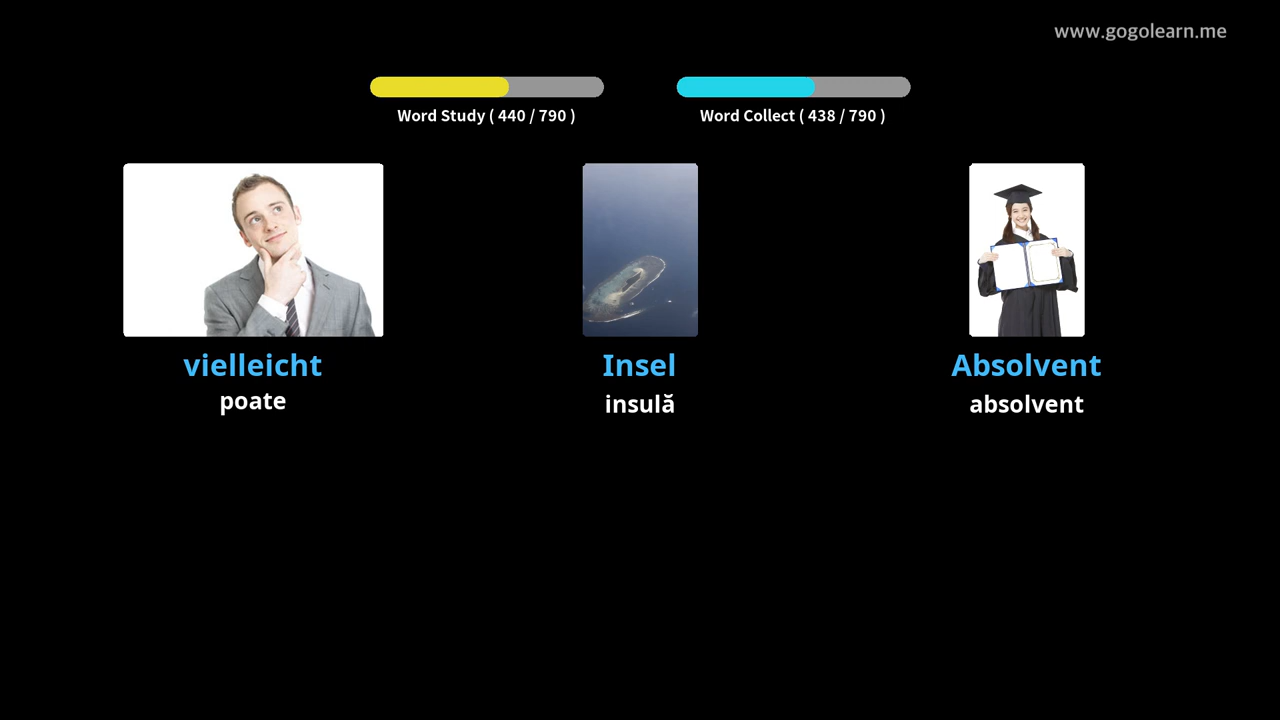 www.gogolearn.me
Word Study ( 440 / 790 )
Word Collect ( 438 / 790 )
vielleicht
poate
Insel
insulă
Absolvent
absolvent